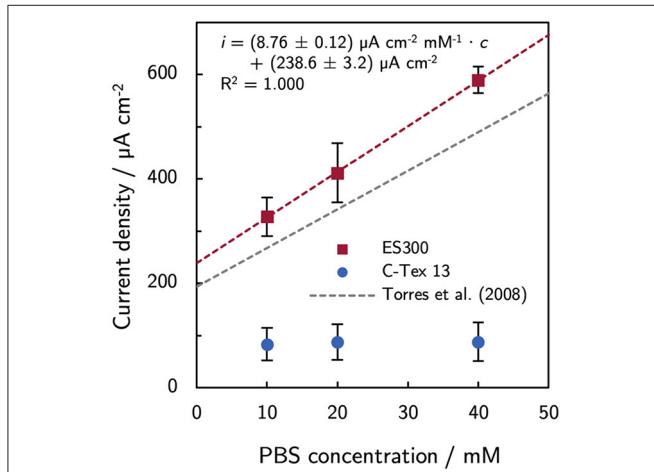 i = (8.76 ± 0.12) µA cm⁻² mM⁻¹ · c
+ (238.6 ± 3.2) µA cm⁻²
R² = 1.000
Current density / µA cm⁻²
600
400
200
0
ES300
C-Tex 13
Torres et al. (2008)
0 10 20 30 40 50
PBS concentration / mM